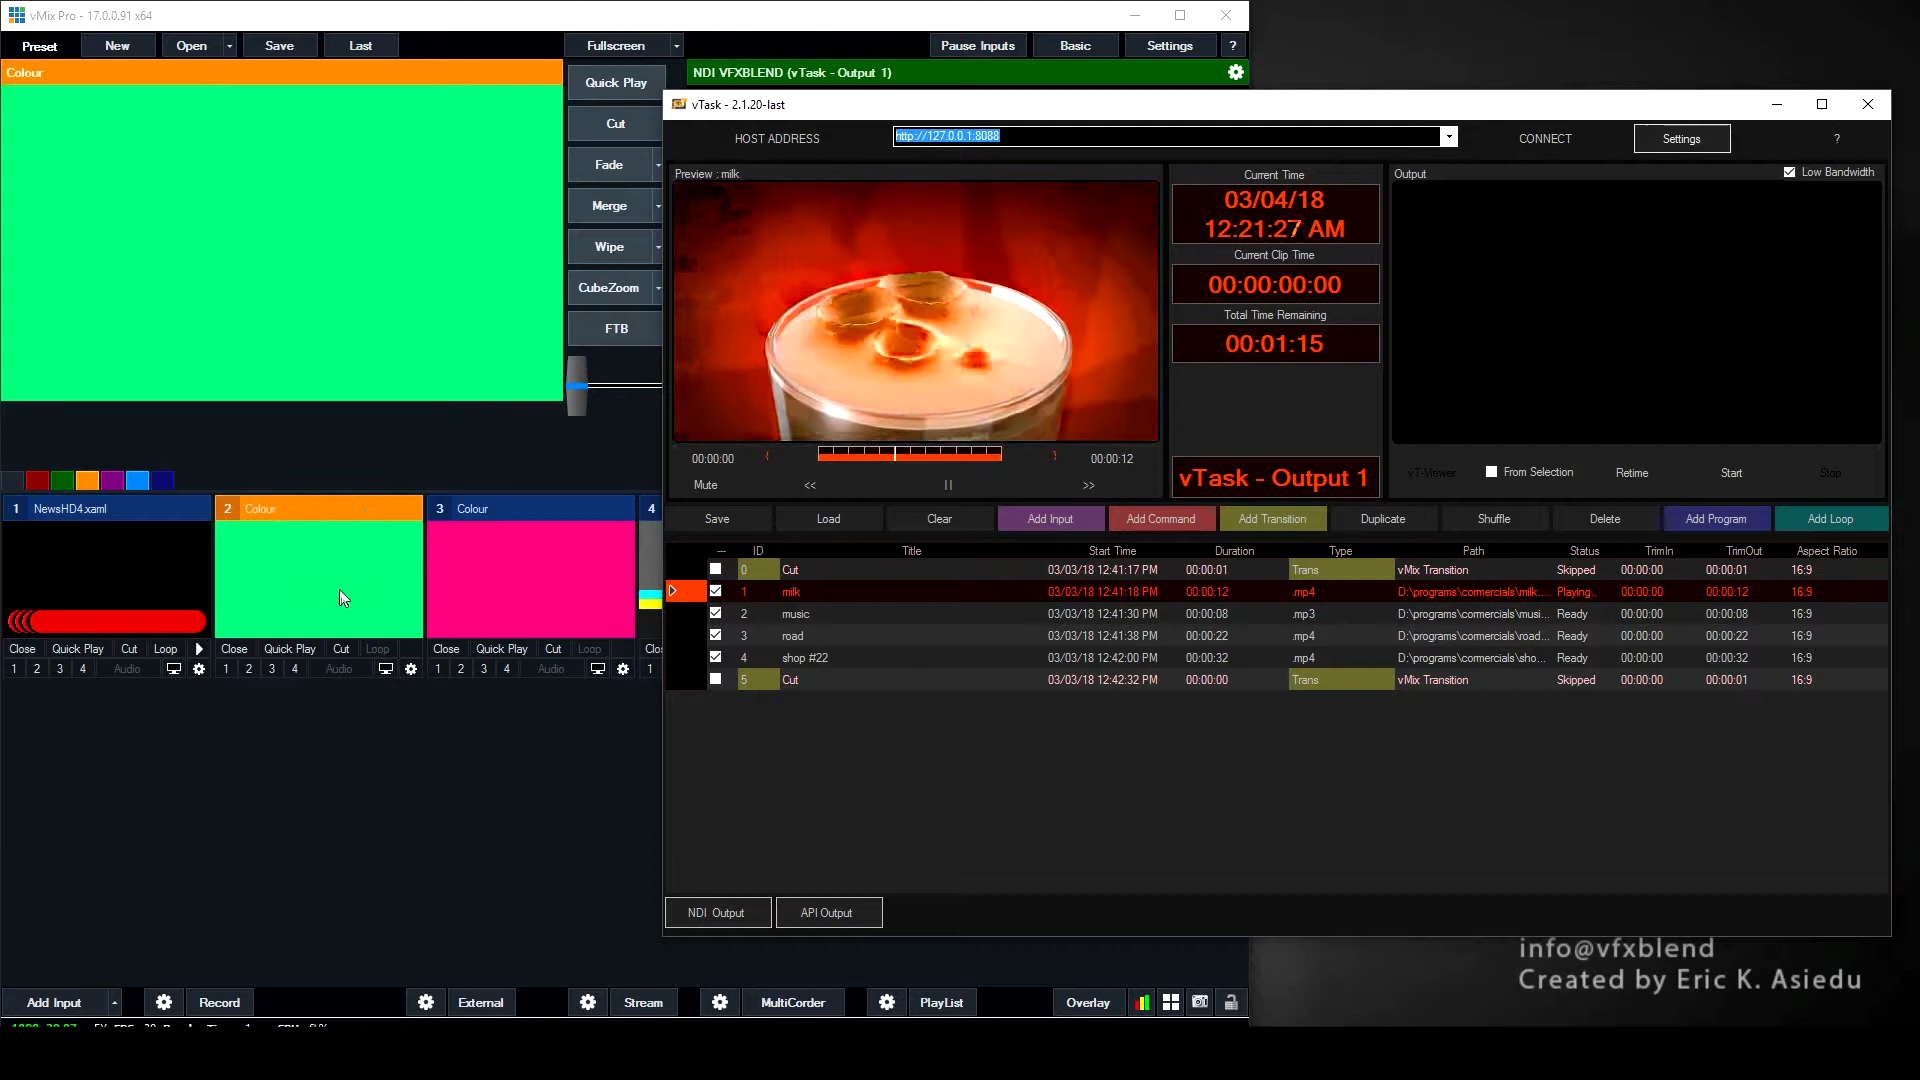 vMix Pro - 17.0.0.91 x64
Preset New Open Save Last Fullscreen Pause Inputs Basic Settings ?
Colour
NDI VFXBLEND (vTask - Output 1)
Quick Play
Cut
Fade
Merge
Wipe
CubeZoom
FTB
vTask - 2.1.20-last
HOST ADDRESS http://127.0.0.1:8088 CONNECT Settings ?
Preview : milk
Current Time
03/04/18
12:21:27 AM
Current Clip Time
00:00:00:00
Total Time Remaining
00:01:15
vTask - Output 1
Output Low Bandwidth
00:00:00 { } 00:00:12
Mute << || >>
vT-Viewer From Selection Retime Start Stop
Save Load Clear Add Input Add Command Add Transition Duplicate Shuffle Delete Add Program Add Loop
--- ID Title Start Time Duration Type Path Status TrimIn TrimOut Aspect Ratio
0 Cut 03/03/18 12:41:17 PM 00:00:01 Trans vMix Transition Skipped 00:00:00 00:00:01 16:9
1 milk 03/03/18 12:41:18 PM 00:00:12 .mp4 D:\programs\comercials\milk.... Playing.. 00:00:00 00:00:12 16:9
2 music 03/03/18 12:41:30 PM 00:00:08 .mp3 D:\programs\comercials\musi... Ready 00:00:00 00:00:08 16:9
3 road 03/03/18 12:41:38 PM 00:00:22 .mp4 D:\programs\comercials\road... Ready 00:00:00 00:00:22 16:9
4 shop #22 03/03/18 12:42:00 PM 00:00:32 .mp4 D:\programs\comercials\sho... Ready 00:00:00 00:00:32 16:9
5 Cut 03/03/18 12:42:32 PM 00:00:00 Trans vMix Transition Skipped 00:00:00 00:00:01 16:9
NDI Output API Output
1 NewsHD4.xaml 2 Colour 3 Colour 4
Close Quick Play Cut Loop Close Quick Play Cut Loop Close Quick Play Cut Loop Clo
1 2 3 4 Audio 1 2 3 4 Audio 1 2 3 4 Audio 1
info@vfxblend
Created by Eric K. Asiedu
Add Input Record External Stream MultiCorder PlayList Overlay